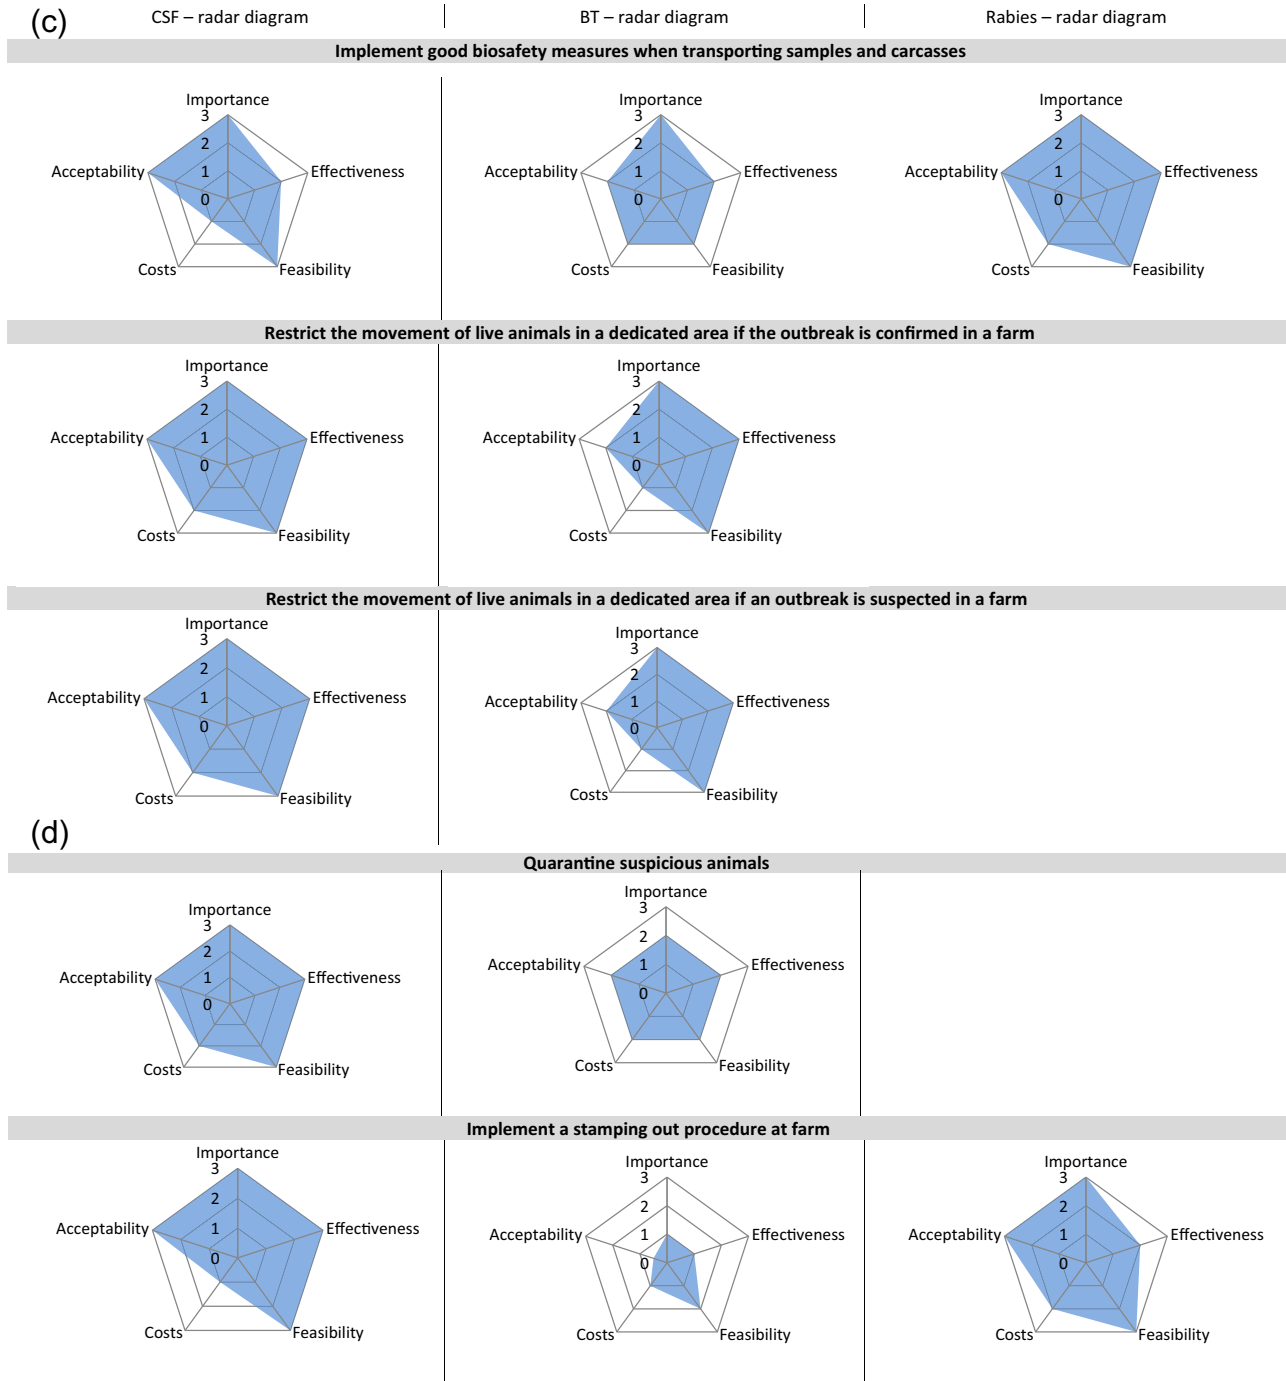 (c)
CSF – radar diagram
BT – radar diagram
Rabies – radar diagram
Implement good biosafety measures when transporting samples and carcasses
Importance
3
2
1
0
Acceptability
Effectiveness
Costs
Feasibility
Importance
3
2
1
0
Acceptability
Effectiveness
Costs
Feasibility
Importance
3
2
1
0
Acceptability
Effectiveness
Costs
Feasibility
Restrict the movement of live animals in a dedicated area if the outbreak is confirmed in a farm
Importance
3
2
1
0
Acceptability
Effectiveness
Costs
Feasibility
Importance
3
2
1
0
Acceptability
Effectiveness
Costs
Feasibility
Restrict the movement of live animals in a dedicated area if an outbreak is suspected in a farm
Importance
3
2
1
0
Acceptability
Effectiveness
Costs
Feasibility
Importance
3
2
1
0
Acceptability
Effectiveness
Costs
Feasibility
(d)
Quarantine suspicious animals
Importance
3
2
1
0
Acceptability
Effectiveness
Costs
Feasibility
Importance
3
2
1
0
Acceptability
Effectiveness
Costs
Feasibility
Implement a stamping out procedure at farm
Importance
3
2
1
0
Acceptability
Effectiveness
Costs
Feasibility
Importance
3
2
1
0
Acceptability
Effectiveness
Costs
Feasibility
Importance
3
2
1
0
Acceptability
Effectiveness
Costs
Feasibility